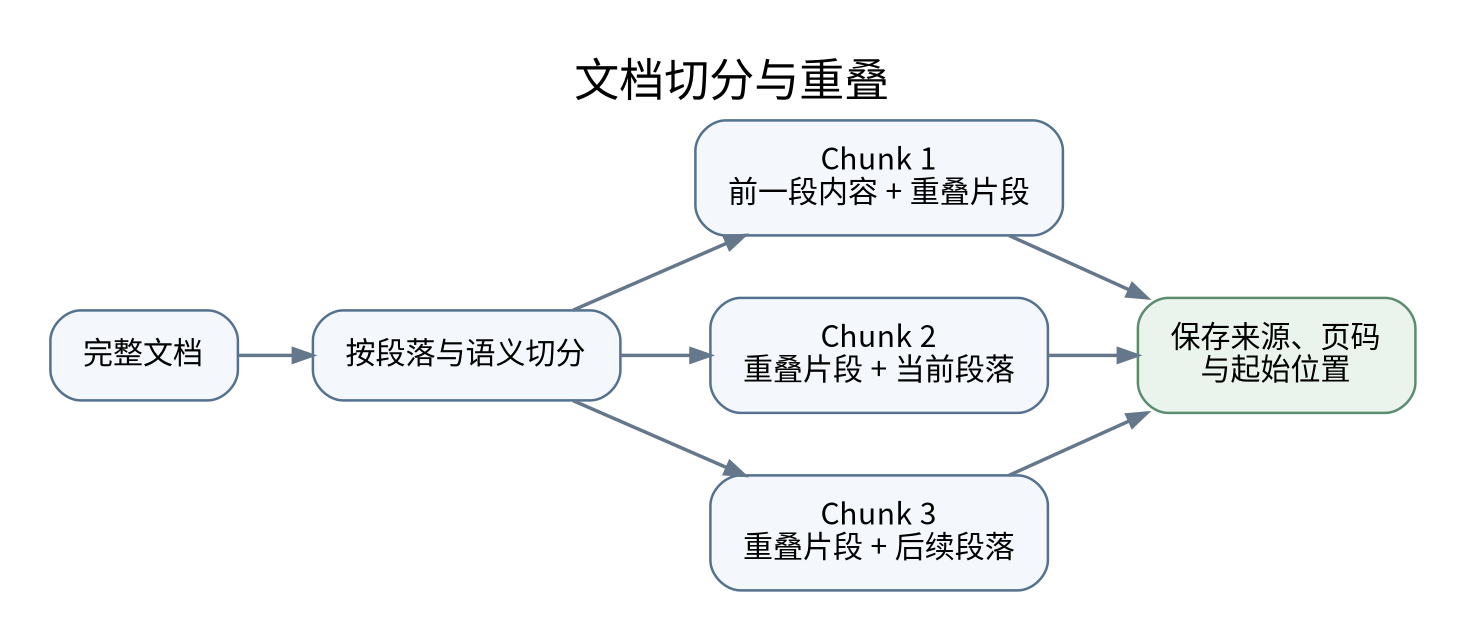 文档切分与重叠
Chunk 1
前一段内容 + 重叠片段
完整文档
按段落与语义切分
Chunk 2
重叠片段 + 当前段落
保存来源、页码
与起始位置
Chunk 3
重叠片段 + 后续段落